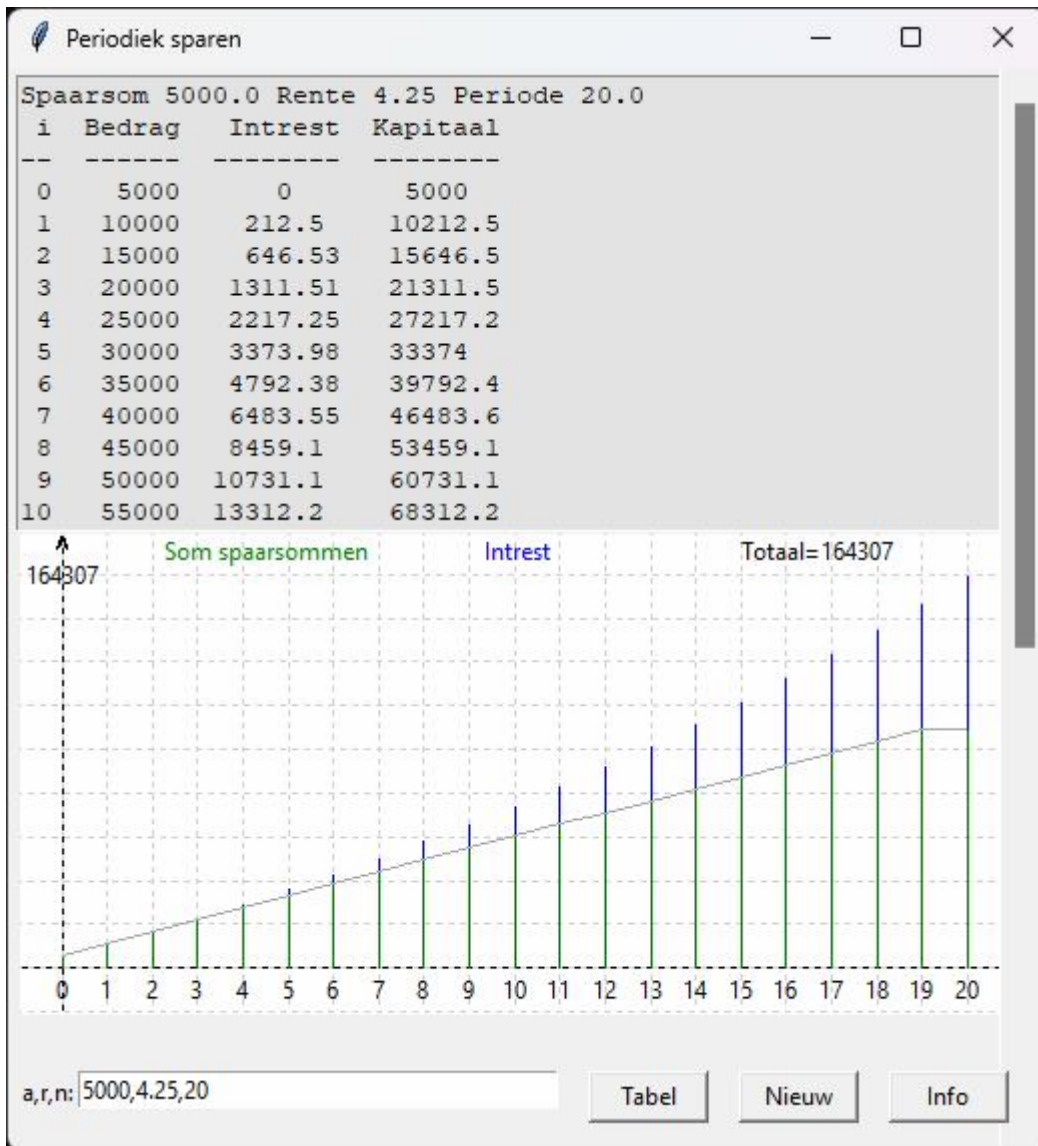 Periodiek sparen
Spaarsom 5000.0 Rente 4.25 Periode 20.0
i Bedrag Intrest Kapitaal
-- ------ -------- --------
0 5000 0 5000
1 10000 212.5 10212.5
2 15000 646.53 15646.5
3 20000 1311.51 21311.5
4 25000 2217.25 27217.2
5 30000 3373.98 33374
6 35000 4792.38 39792.4
7 40000 6483.55 46483.6
8 45000 8459.1 53459.1
9 50000 10731.1 60731.1
10 55000 13312.2 68312.2
Som spaarsommen Intrest Totaal=164307
164307
0 1 2 3 4 5 6 7 8 9 10 11 12 13 14 15 16 17 18 19 20
a,r,n: 5000,4.25,20 Tabel Nieuw Info